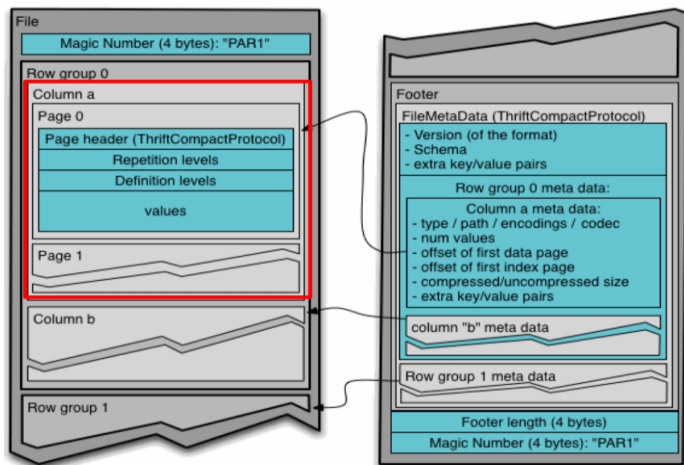 File
Magic Number (4 bytes): "PAR1"
Row group 0
Column a
Page 0
Page header (ThriftCompactProtocol)
Repetition levels
Definition levels
values
Page 1
Column b
Row group 1
Footer
FileMetaData (ThriftCompactProtocol)
- Version (of the format)
- Schema
- extra key/value pairs
Row group 0 meta data:
Column a meta data:
- type / path / encodings / codec
- num values
- offset of first data page
- offset of first index page
- compressed/uncompressed size
- extra key/value pairs
column "b" meta data
Row group 1 meta data
Footer length (4 bytes)
Magic Number (4 bytes): "PAR1"